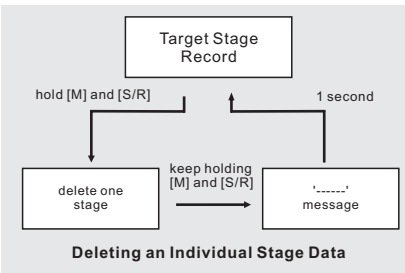 Target Stage
Record
hold [M] and [S/R]
1 second
delete one
stage
keep holding
[M] and [S/R]
'------'
message
Deleting an Individual Stage Data